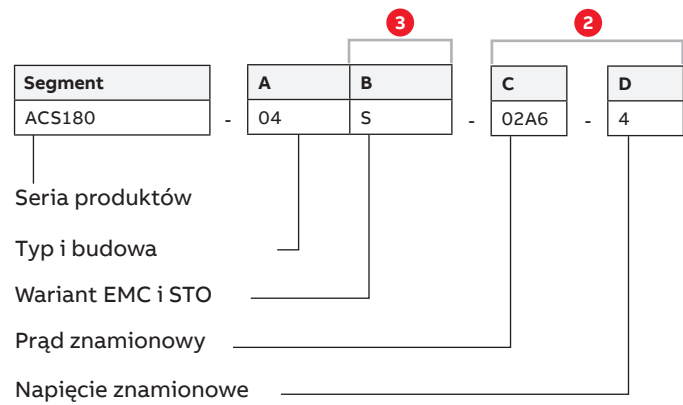 3 2
Segment A B C D
ACS180 - 04 S - 02A6 - 4
Seria produktów
Typ i budowa
Wariant EMC i STO
Prąd znamionowy
Napięcie znamionowe